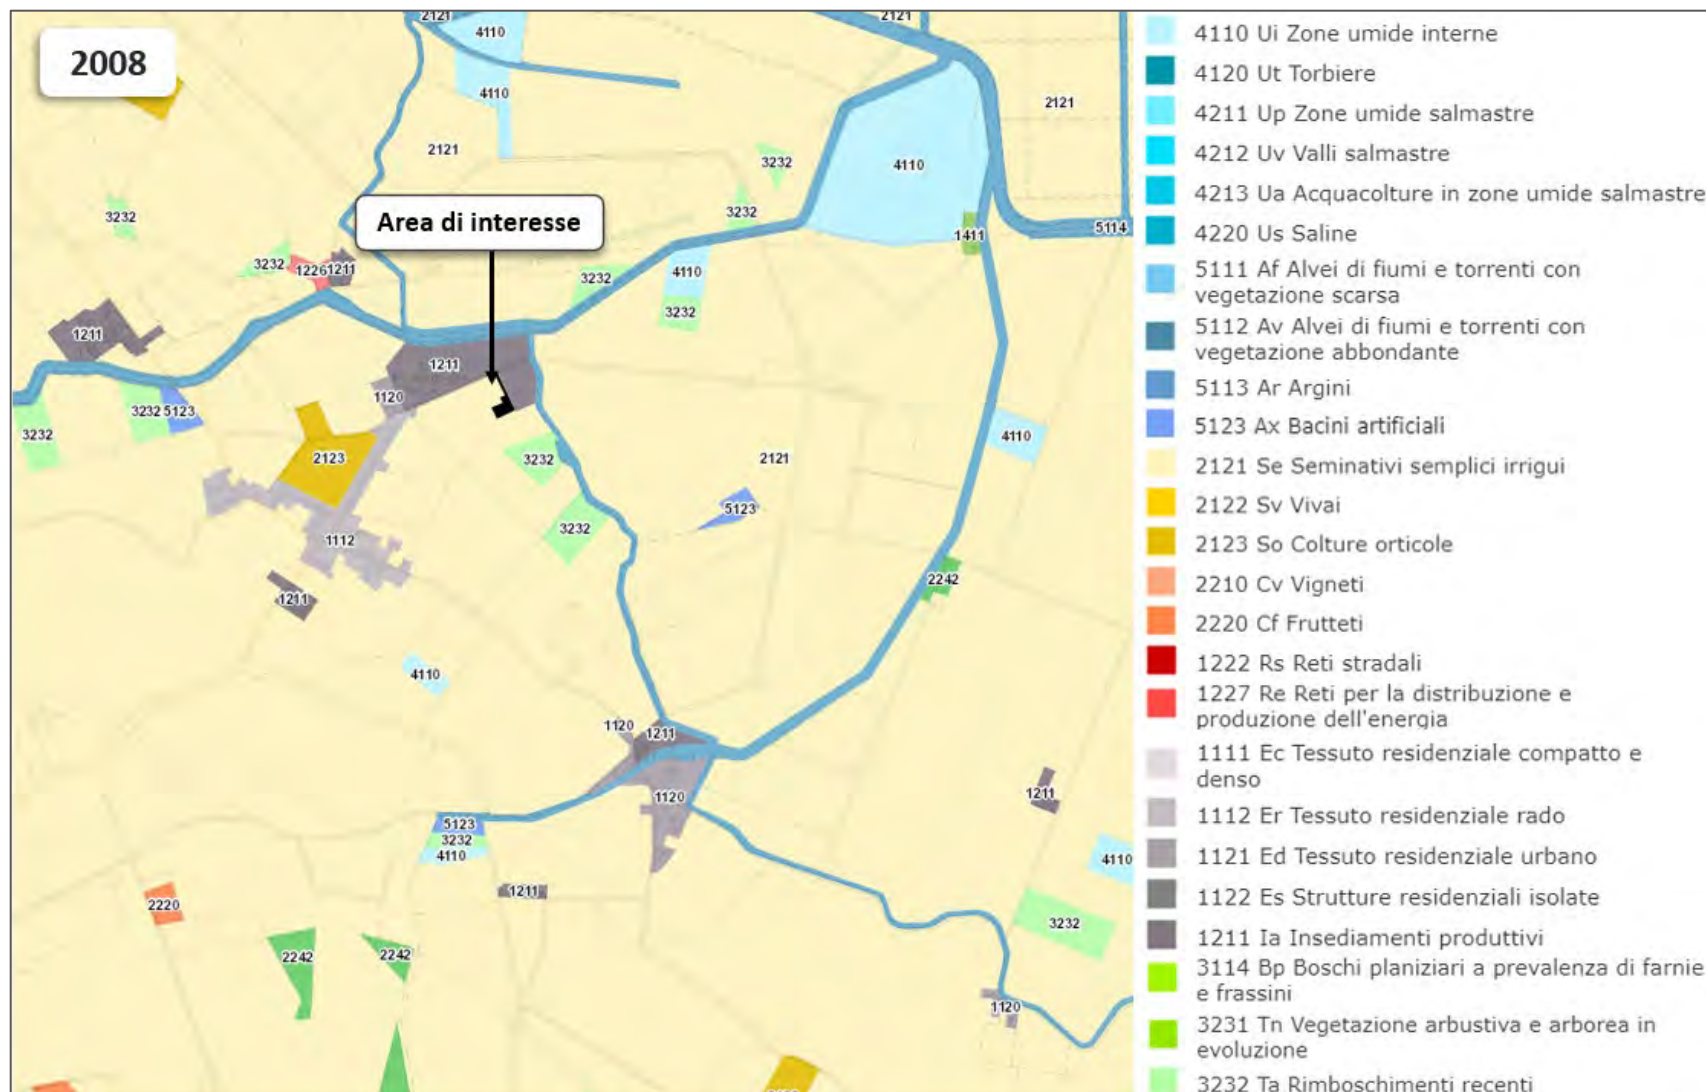 2008
2121
2121
4110
4110
2121
2121
3232
4110
3232
3232
1411
5114
Area di interesse
3232
1226
1211
3232
4110
3232
1211
1211
1120
3232
5123
3232
2123
3232
2121
4110
5123
3232
1112
2242
1211
4110
1120
1211
1120
1211
5123
3232
4110
4110
1211
2220
3232
2242
2242
1120
4110 Ui Zone umide interne
4120 Ut Torbiere
4211 Up Zone umide salmastre
4212 Uv Valli salmastre
4213 Ua Acquacolture in zone umide salmastre
4220 Us Saline
5111 Af Alvei di fiumi e torrenti con
vegetazione scarsa
5112 Av Alvei di fiumi e torrenti con
vegetazione abbondante
5113 Ar Argini
5123 Ax Bacini artificiali
2121 Se Seminativi semplici irrigui
2122 Sv Vivai
2123 So Colture orticole
2210 Cv Vigneti
2220 Cf Frutteti
1222 Rs Reti stradali
1227 Re Reti per la distribuzione e
produzione dell'energia
1111 Ec Tessuto residenziale compatto e
denso
1112 Er Tessuto residenziale rado
1121 Ed Tessuto residenziale urbano
1122 Es Strutture residenziali isolate
1211 Ia Insediamenti produttivi
3114 Bp Boschi planiziari a prevalenza di farnie
e frassini
3231 Tn Vegetazione arbustiva e arborea in
evoluzione
3232 Ta Rimboschimenti recenti